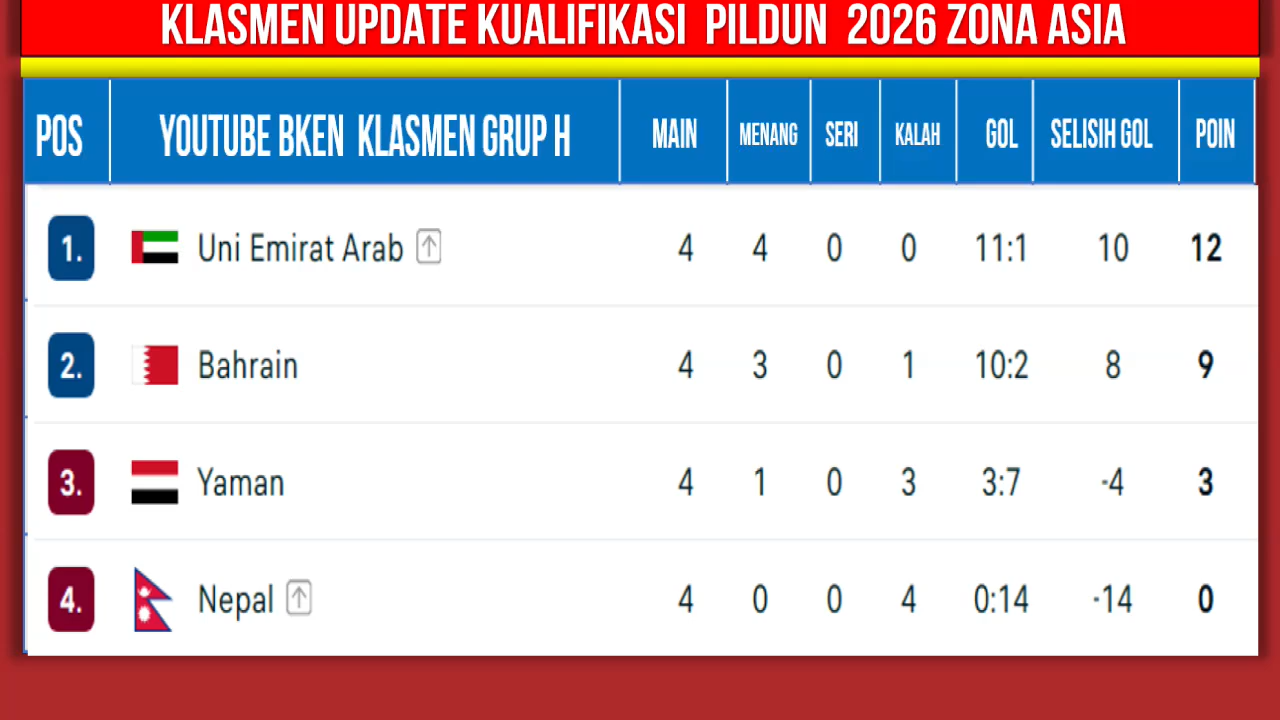 KLASMEN UPDATE KUALIFIKASI PILDUN 2026 ZONA ASIA
POS YOUTUBE BKEN KLASMEN GRUP H MAIN MENANG SERI KALAH GOL SELISIH GOL POIN
1. Uni Emirat Arab 4 4 0 0 11:1 10 12
2. Bahrain 4 3 0 1 10:2 8 9
3. Yaman 4 1 0 3 3:7 -4 3
4. Nepal 4 0 0 4 0:14 -14 0